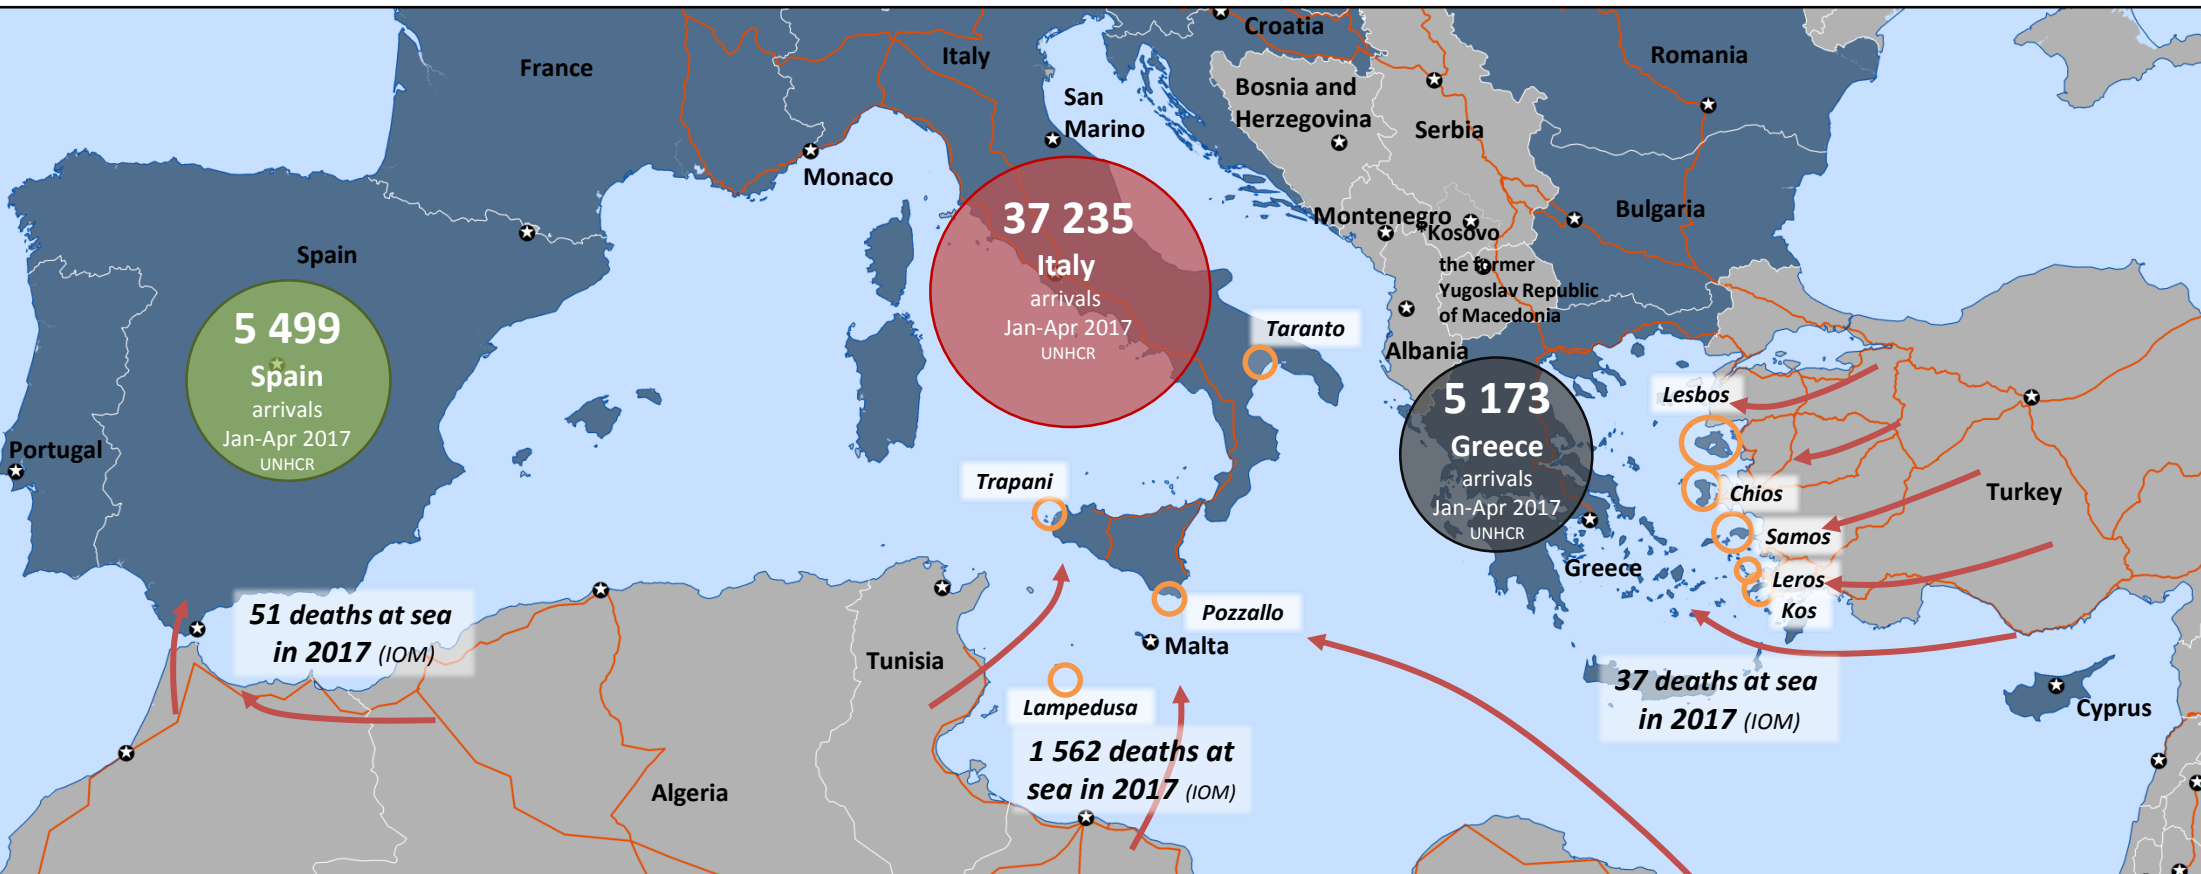 Croatia
Italy
France
Romania
San
Marino
Bosnia and
Herzegovina
Serbia
Monaco
37 235
Italy
arrivals
Jan-Apr 2017
UNHCR
Montenegro
*Kosovo
Bulgaria
Spain
the former
Yugoslav Republic
of Macedonia
5 499
Spain
arrivals
Jan-Apr 2017
UNHCR
Taranto
Albania
5 173
Greece
arrivals
Jan-Apr 2017
UNHCR
Lesbos
Portugal
Trapani
Chios
Turkey
Samos
Greece
Leros
Kos
51 deaths at sea
in 2017 (IOM)
Pozzallo
Malta
Tunisia
Lampedusa
37 deaths at sea
in 2017 (IOM)
Cyprus
1 562 deaths at
sea in 2017 (IOM)
Algeria